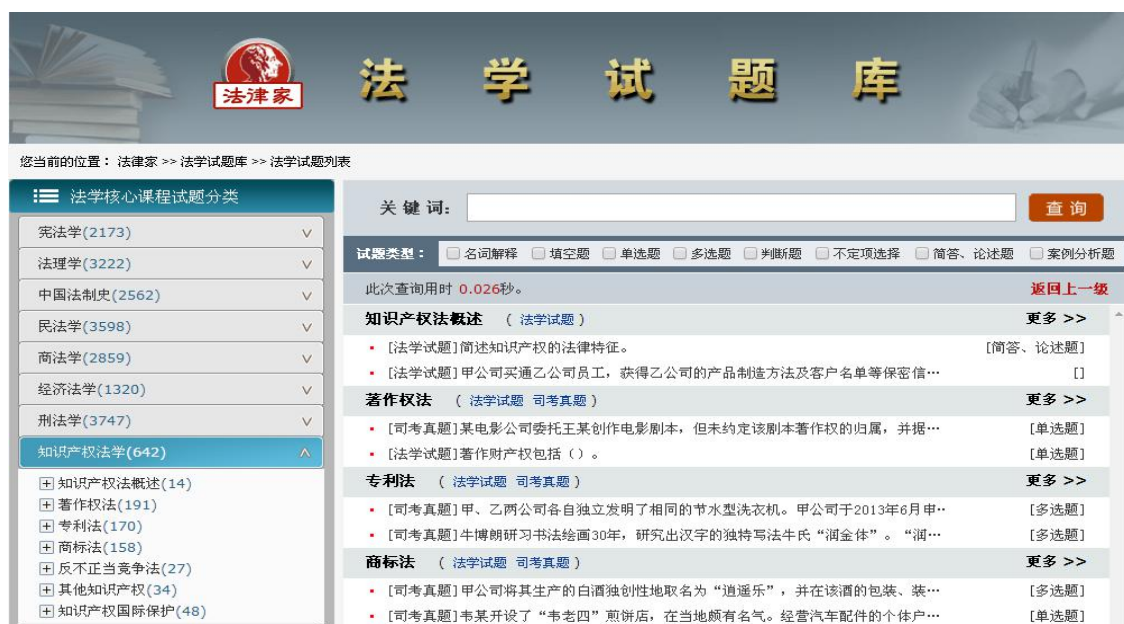 法律家
法学试题库
您当前的位置： 法律家 >> 法学试题库 >> 法学试题列表
法学核心课程试题分类
宪法学(2173)
法理学(3222)
中国法制史(2562)
民法学(3598)
商法学(2859)
经济法学(1320)
刑法学(3747)
知识产权法学(642)
知识产权法概述(14)
著作权法(191)
专利法(170)
商标法(158)
反不正当竞争法(27)
其他知识产权(34)
知识产权国际保护(48)
关 键 词: 查 询
试题类型： 名词解释 填空题 单选题 多选题 判断题 不定项选择 简答、论述题 案例分析题
此次查询用时 0.026秒。 返回上一级
知识产权法概述 ( 法学试题 ) 更多 >>
[法学试题]简述知识产权的法律特征。 [简答、论述题]
[法学试题]甲公司买通乙公司员工，获得乙公司的产品制造方法及客户名单等保密信… []
著作权法 ( 法学试题 司考真题 ) 更多 >>
[司考真题]某电影公司委托王某创作电影剧本，但未约定该剧本著作权的归属，并据… [单选题]
[法学试题]著作财产权包括（）。 [单选题]
专利法 ( 法学试题 司考真题 ) 更多 >>
[司考真题]甲、乙两公司各自独立发明了相同的节水型洗衣机。甲公司于2013年6月申… [多选题]
[司考真题]牛博朗研习书法绘画30年，研究出汉字的独特写法牛氏“润金体”。“润… [多选题]
商标法 ( 法学试题 司考真题 ) 更多 >>
[司考真题]甲公司将其生产的白酒独创性地取名为“逍遥乐”，并在该酒的包装、装… [多选题]
[司考真题]韦某开设了“韦老四”煎饼店，在当地颇有名气。经营汽车配件的个体户… [单选题]